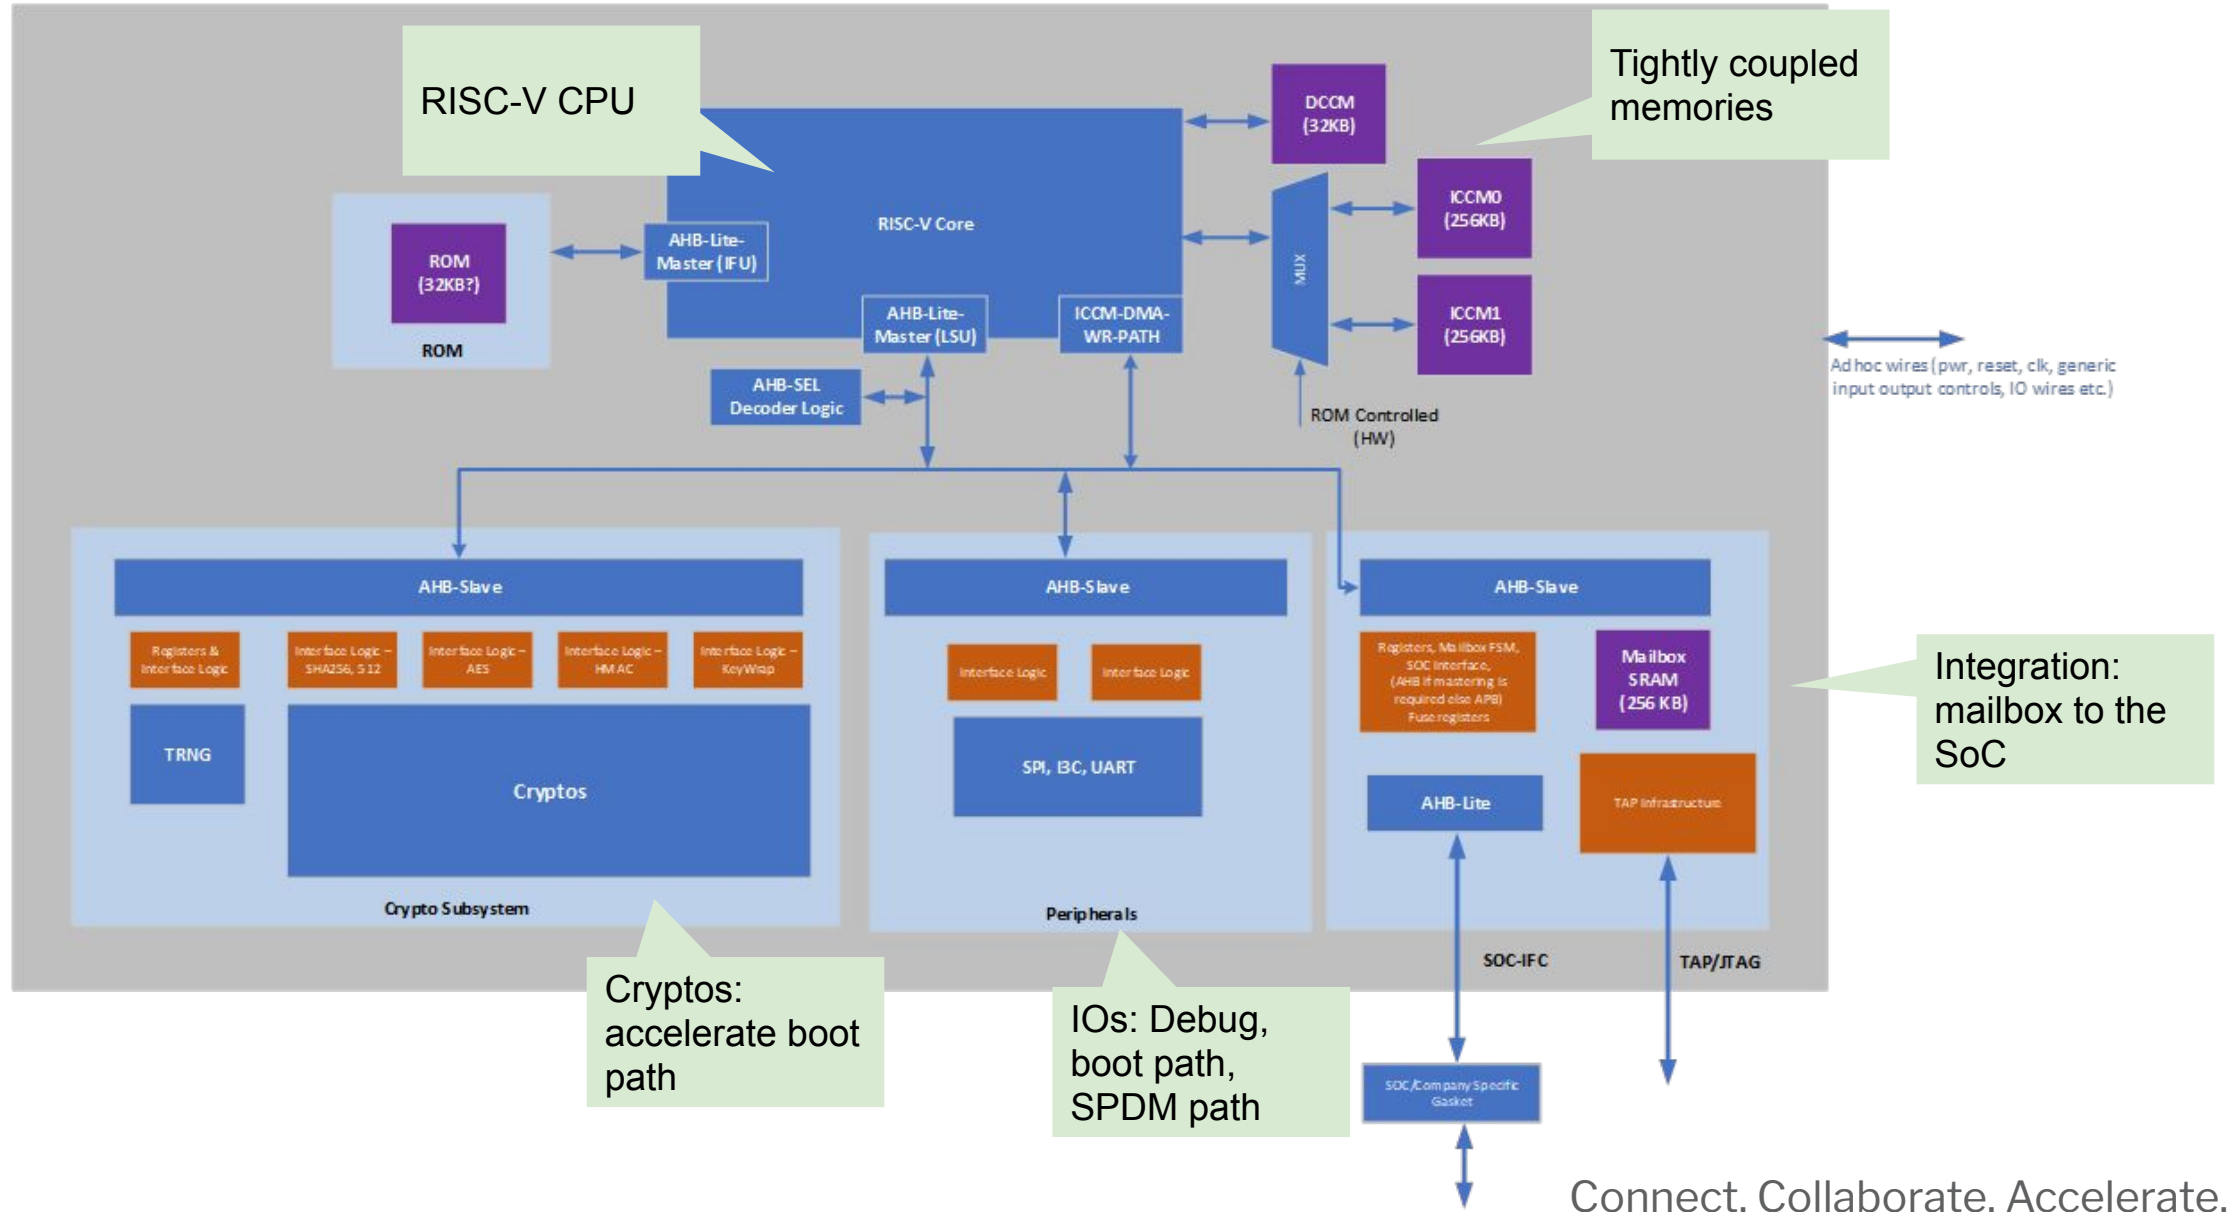 RISC-V CPU
Tightly coupled
memories
DCCM
(32KB)
ICCM0
(256KB)
ICCM1
(256KB)
MUX
RISC-V Core
AHB-Lite-
Master (IFU)
ROM
(32KB?)
ROM
AHB-Lite-
Master (LSU)
ICCM-DMA-
WR-PATH
AHB-SEL
Decoder Logic
ROM Controlled
(HW)
Ad hoc wires (pwr, reset, clk, generic
input output controls, IO wires etc.)
AHB-Slave
Registers &
Interface Logic
Interface Logic –
SHA256, 512
Interface Logic –
AES
Interface Logic –
HMAC
Interface Logic –
KeyWrap
TRNG
Cryptos
Crypto Subsystem
AHB-Slave
Interface Logic
Interface Logic
SPI, I3C, UART
Peripherals
AHB-Slave
Registers, Mailbox FSM,
SOC Interface,
(AHB if mastering is
required else APB)
Fuse registers
Mailbox
SRAM
(256 KB)
AHB-Lite
TAP Infrastructure
SOC-IFC
TAP/JTAG
Integration:
mailbox to the
SoC
Cryptos:
accelerate boot
path
IOs: Debug,
boot path,
SPDM path
SOC/Company Specific
Gasket
Connect. Collaborate. Accelerate.